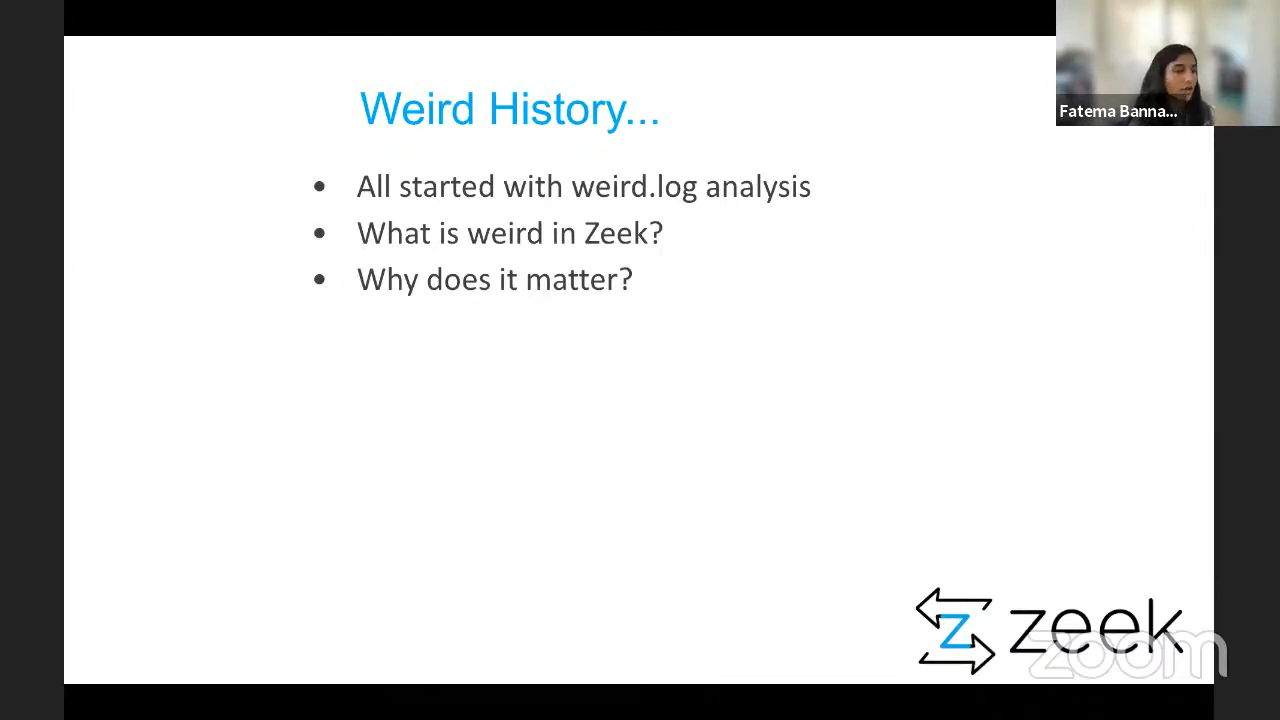 Weird History...
Fatema Banna...
• All started with weird.log analysis
• What is weird in Zeek?
• Why does it matter?
z zeek
zoom